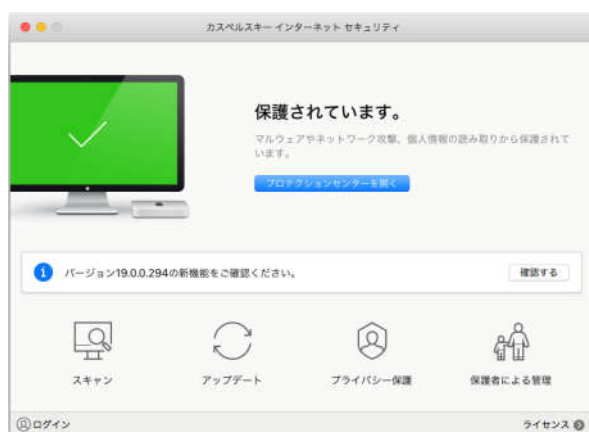 カスペルスキー インターネット セキュリティ
保護されています。
マルウェアやネットワーク攻撃、個人情報の読み取りから保護されて
います。
プロテクションセンターを開く
バージョン19.0.0.294の新機能をご確認ください。
確認する
スキャン
アップデート
プライバシー保護
保護者による管理
ログイン
ライセンス